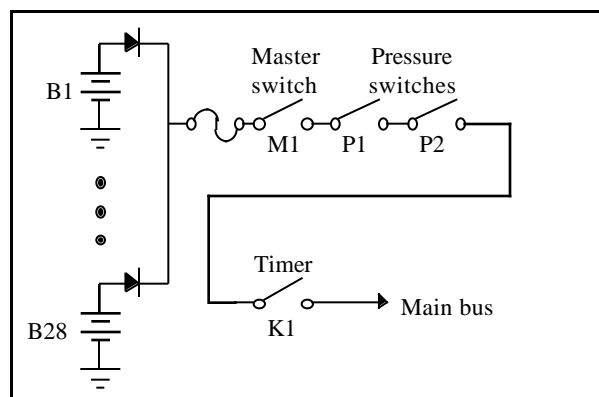 Master
switch
Pressure
switches
B1
M1
P1
P2
Timer
K1
Main bus
B28